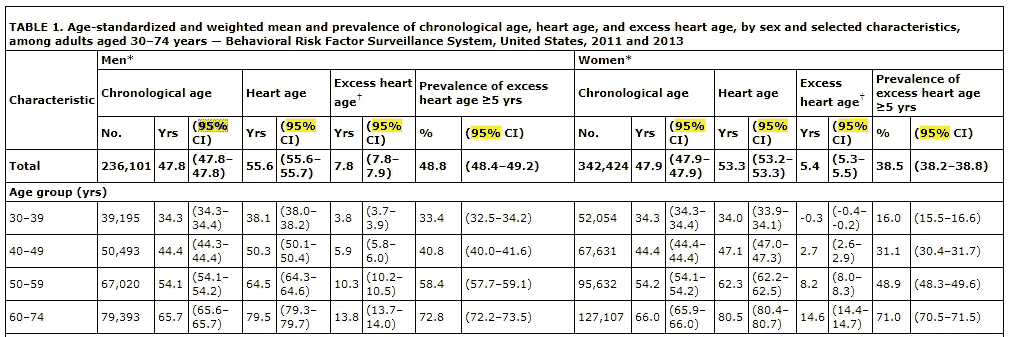 TABLE 1. Age-standardized and weighted mean and prevalence of chronological age, heart age, and excess heart age, by sex and selected characteristics,
among adults aged 30–74 years — Behavioral Risk Factor Surveillance System, United States, 2011 and 2013
Characteristic Men* Women*
Chronological age Heart age Excess heart age† Prevalence of excess heart age ≥5 yrs Chronological age Heart age Excess heart age† Prevalence of excess heart age ≥5 yrs
No. Yrs (95% CI) Yrs (95% CI) Yrs (95% CI) % (95% CI) No. Yrs (95% CI) Yrs (95% CI) Yrs (95% CI) % (95% CI)
Total 236,101 47.8 (47.8–47.8) 55.6 (55.6–55.7) 7.8 (7.8–7.9) 48.8 (48.4–49.2) 342,424 47.9 (47.9–47.9) 53.3 (53.2–53.3) 5.4 (5.3–5.5) 38.5 (38.2–38.8)
Age group (yrs)
30–39 39,195 34.3 (34.3–34.4) 38.1 (38.0–38.2) 3.8 (3.7–3.9) 33.4 (32.5–34.2) 52,054 34.3 (34.3–34.4) 34.0 (33.9–34.1) -0.3 (-0.4–-0.2) 16.0 (15.5–16.6)
40–49 50,493 44.4 (44.3–44.4) 50.3 (50.1–50.4) 5.9 (5.8–6.0) 40.8 (40.0–41.6) 67,631 44.4 (44.4–44.4) 47.1 (47.0–47.3) 2.7 (2.6–2.9) 31.1 (30.4–31.7)
50–59 67,020 54.1 (54.1–54.2) 64.5 (64.3–64.6) 10.3 (10.2–10.5) 58.4 (57.7–59.1) 95,632 54.2 (54.1–54.2) 62.3 (62.2–62.5) 8.2 (8.0–8.3) 48.9 (48.3–49.6)
60–74 79,393 65.7 (65.6–65.7) 79.5 (79.3–79.7) 13.8 (13.7–14.0) 72.8 (72.2–73.5) 127,107 66.0 (65.9–66.0) 80.5 (80.4–80.7) 14.6 (14.4–14.7) 71.0 (70.5–71.5)